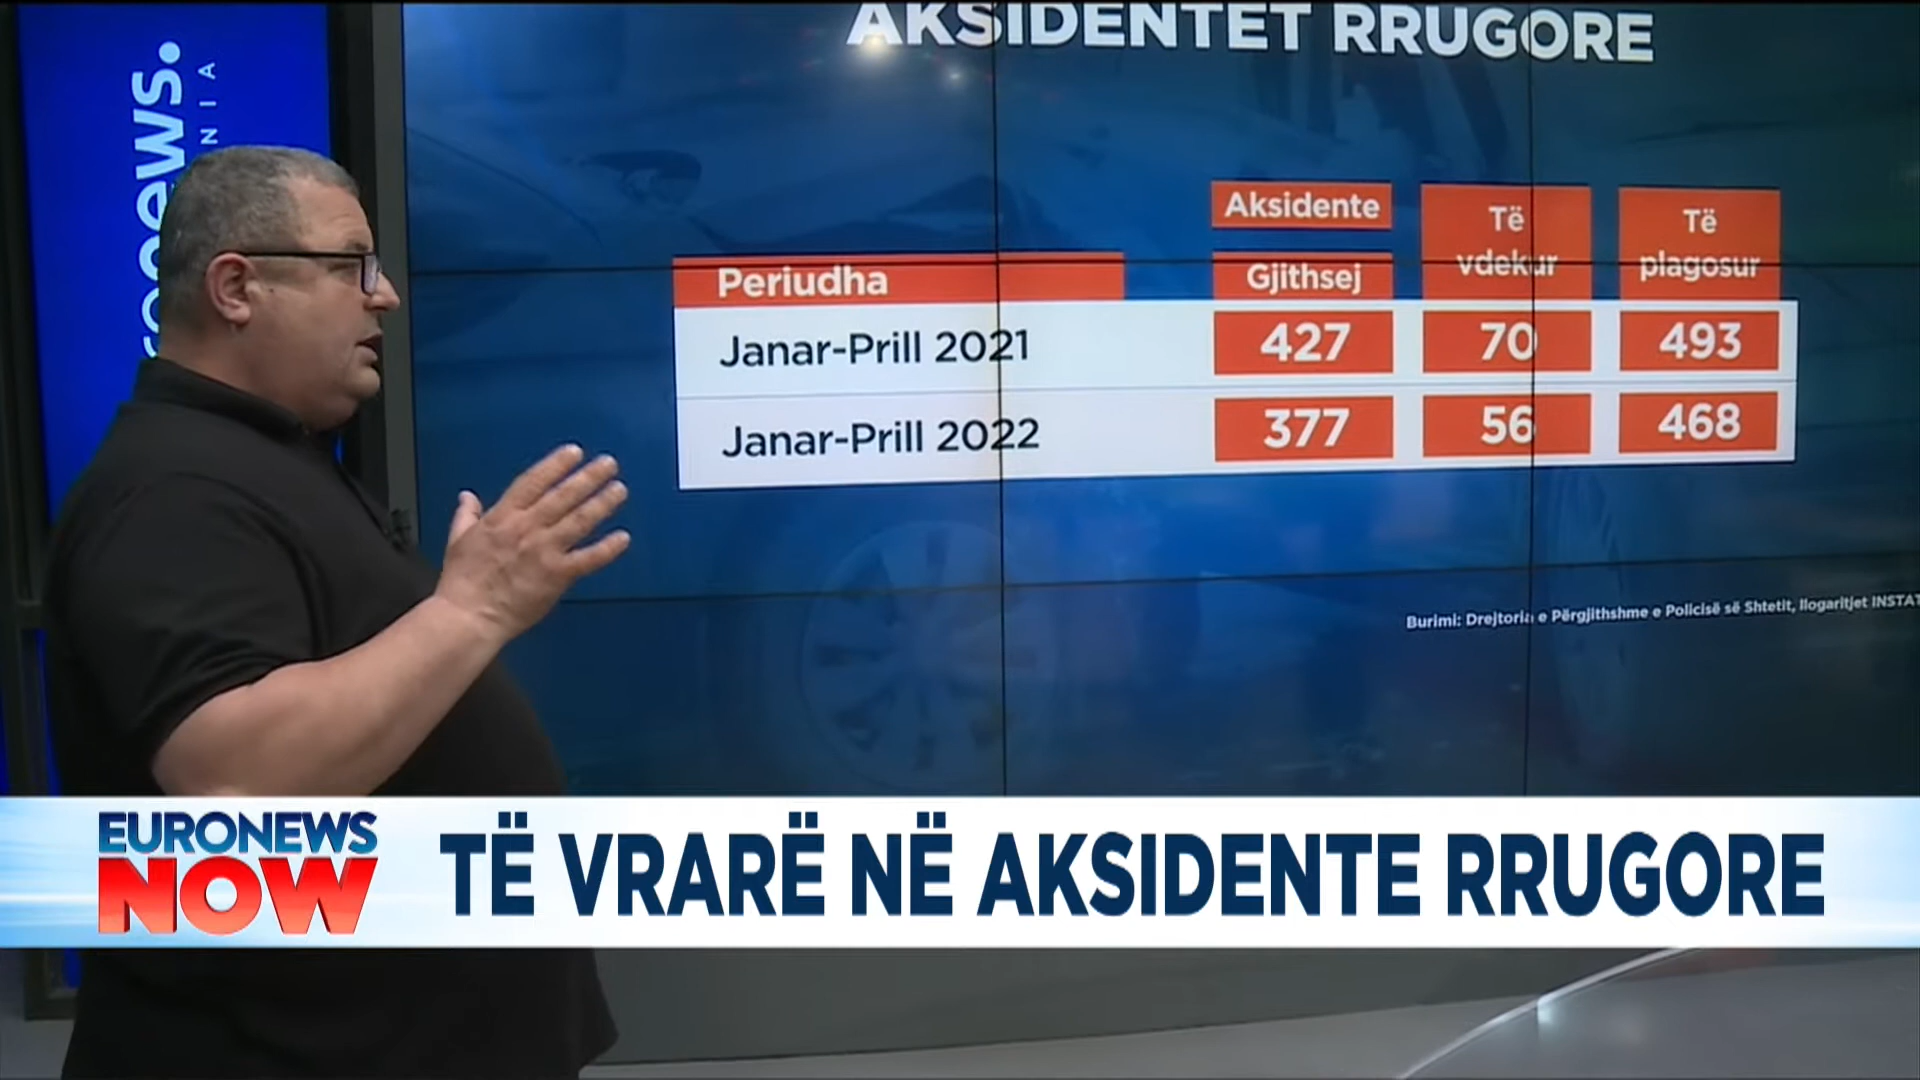 AKSIDENTET RRUGORE
Aksidente
Të
Të
Periudha
Gjithsej
vdekur
plagosur
Janar-Prill 2021
427
70
493
Janar-Prill 2022
377
56
468
Burimi: Drejtoria e Përgjithshme e Policisë së Shtetit, llogaritjet INSTAT
EURONEWS
NOW
TË VRARË NË AKSIDENTE RRUGORE